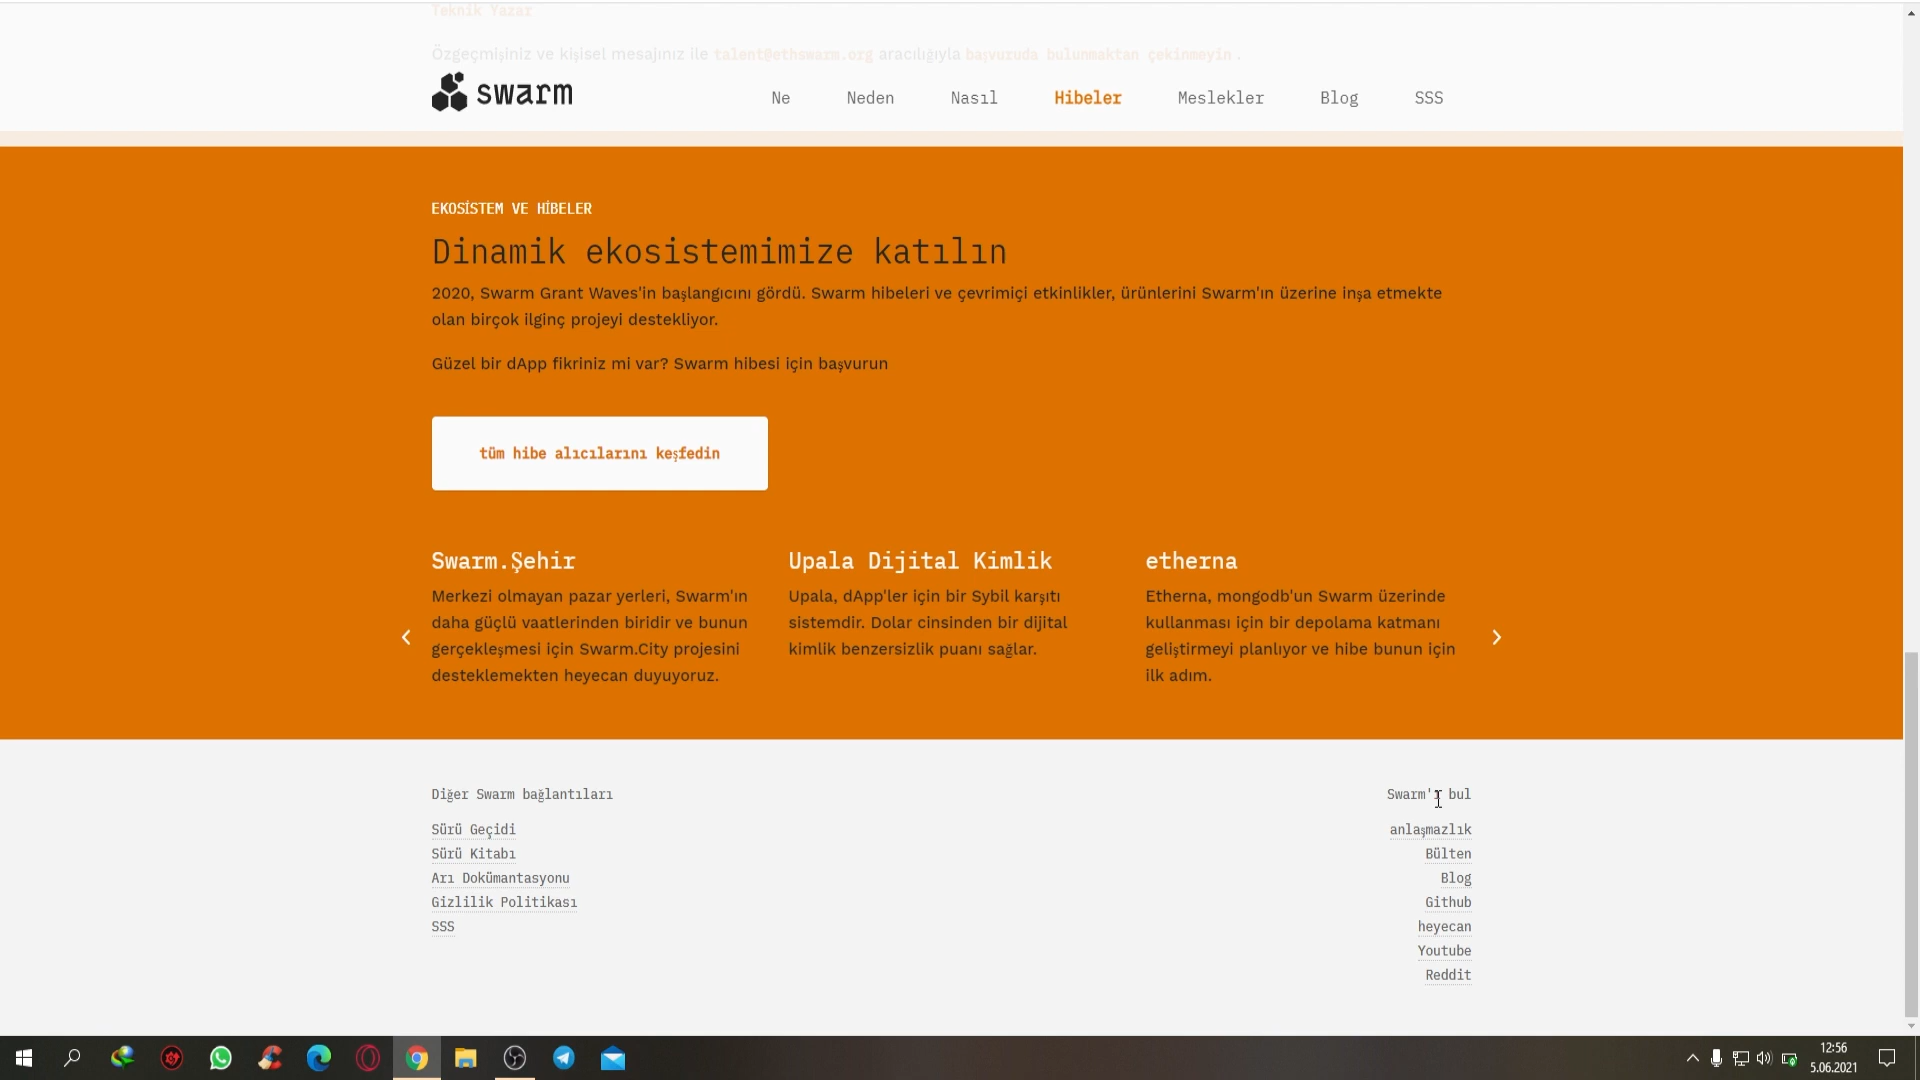 Teknik Yazar
Özgeçmişiniz ve kişisel mesajınız ile talent@ethswarm.org aracılığıyla başvuruda bulunmaktan çekinmeyin .
swarm
Ne Neden Nasıl Hibeler Meslekler Blog SSS
EKOSİSTEM VE HİBELER
Dinamik ekosistemimize katılın
2020, Swarm Grant Waves'in başlangıcını gördü. Swarm hibeleri ve çevrimiçi etkinlikler, ürünlerini Swarm'ın üzerine inşa etmekte
olan birçok ilginç projeyi destekliyor.
Güzel bir dApp fikriniz mi var? Swarm hibesi için başvurun
tüm hibe alıcılarını keşfedin
Swarm.Şehir
Merkezi olmayan pazar yerleri, Swarm'ın
daha güçlü vaatlerinden biridir ve bunun
gerçekleşmesi için Swarm.City projesini
desteklemekten heyecan duyuyoruz.
Upala Dijital Kimlik
Upala, dApp'ler için bir Sybil karşıtı
sistemdir. Dolar cinsinden bir dijital
kimlik benzersizlik puanı sağlar.
etherna
Etherna, mongodb'un Swarm üzerinde
kullanması için bir depolama katmanı
geliştirmeyi planlıyor ve hibe bunun için
ilk adım.
Diğer Swarm bağlantıları
Sürü Geçidi
Sürü Kitabı
Arı Dokümantasyonu
Gizlilik Politikası
SSS
Swarm'ı bul
anlaşmazlık
Bülten
Blog
Github
heyecan
Youtube
Reddit
12:56
5.06.2021